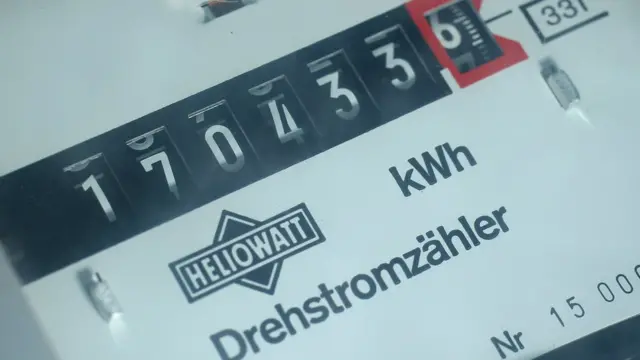 1704336
331
kWh
HELIOWATT
Drehstromzähler
Nr 15 000